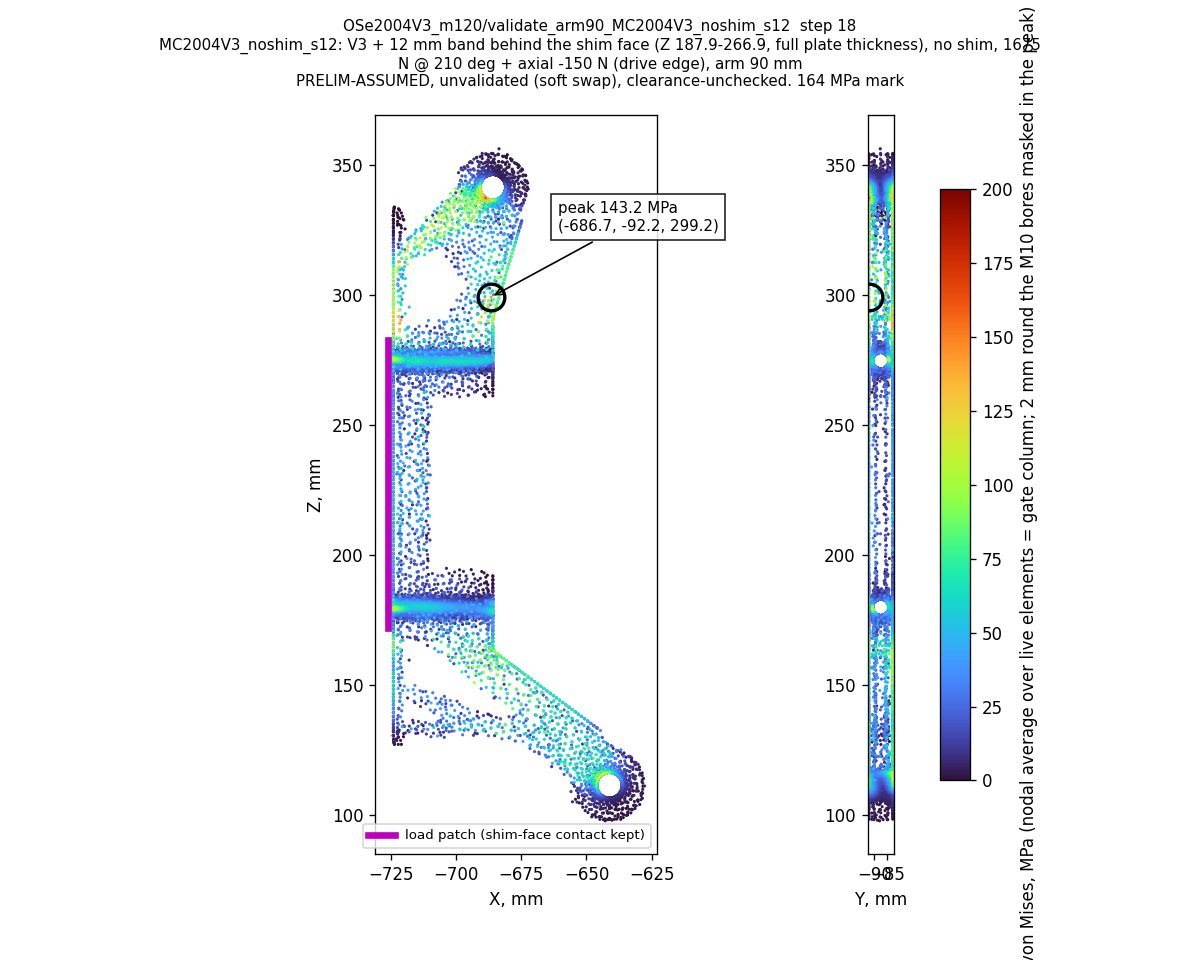 OSe2004V3_m120/validate_arm90_MC2004V3_noshim_s12  step 18
MC2004V3_noshim_s12: V3 + 12 mm band behind the shim face (Z 187.9-266.9, full plate thickness), no shim, 1625
N @ 210 deg + axial -150 N (drive edge), arm 90 mm
PRELIM-ASSUMED, unvalidated (soft swap), clearance-unchecked. 164 MPa mark
peak 143.2 MPa
(-686.7, -92.2, 299.2)
350
300
250
200
150
100
Z, mm
−725
−700
−675
−650
−625
X, mm
load patch (shim-face contact kept)
350
300
250
200
150
100
−90
−85
Y, mm
200
175
150
125
100
75
50
25
0
von Mises, MPa (nodal average over live elements = gate column; 2 mm round the M10 bores masked in the peak)